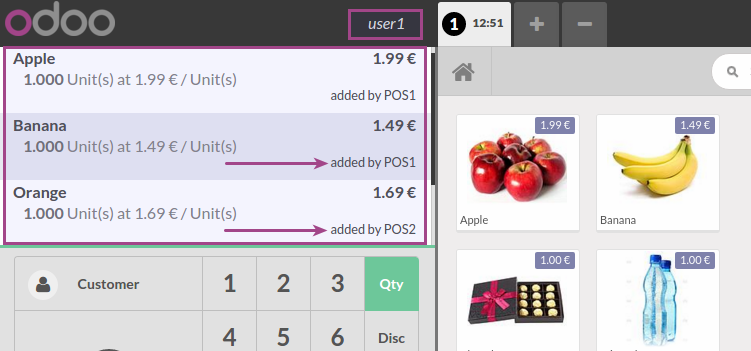 odoo
user1
1 12:51 + −
Apple 1.99 €
1.000 Unit(s) at 1.99 € / Unit(s)
added by POS1
Banana 1.49 €
1.000 Unit(s) at 1.49 € / Unit(s)
added by POS1
Orange 1.69 €
1.000 Unit(s) at 1.69 € / Unit(s)
added by POS2
Customer
1 2 3 Qty
4 5 6 Disc
1.99 €
Apple
1.49 €
Banana
1.00 €
1.00 €